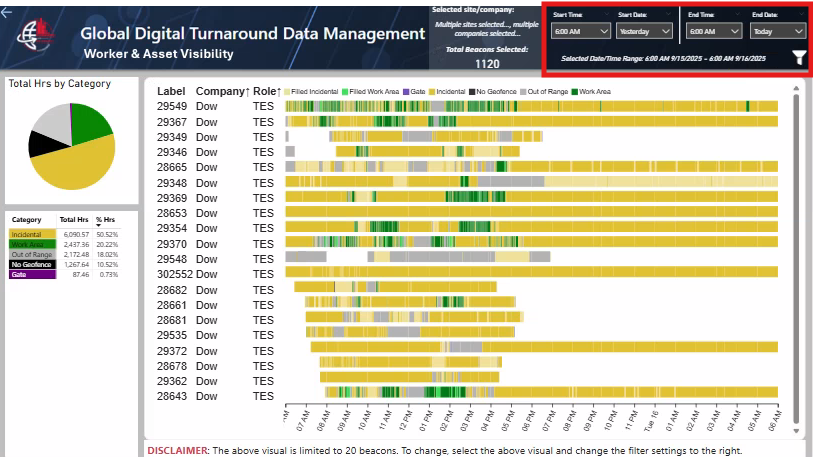 Global Digital Turnaround Data Management
Worker & Asset Visibility
Selected site/company:
Multiple sites selected..., multiple
companies selected...
Total Beacons Selected:
1120
Start Time: Start Date: End Time: End Date:
6:00 AM Yesterday 6:00 AM Today
Selected Date/Time Range: 6:00 AM 9/15/2025 – 6:00 AM 9/16/2025
Total Hrs by Category
Category Total Hrs % Hrs
Incidental 6,090.57 50.52%
Work Area 2,437.36 20.22%
Out of Range 2,172.48 18.02%
No Geofence 1,267.64 10.52%
Gate 87.46 0.73%
Label Company↑ Role↑ Filled Incidental Filled Work Area Gate Incidental No Geofence Out of Range Work Area
29549 Dow TES
29367 Dow TES
29349 Dow TES
29346 Dow TES
28665 Dow TES
29348 Dow TES
29369 Dow TES
28653 Dow TES
29354 Dow TES
29370 Dow TES
29548 Dow TES
302552 Dow TES
28682 Dow TES
28661 Dow TES
28681 Dow TES
29535 Dow TES
29372 Dow TES
28678 Dow TES
29362 Dow TES
28643 Dow TES
07 AM 08 AM 09 AM 10 AM 11 AM 12 PM 01 PM 02 PM 03 PM 04 PM 05 PM 06 PM 07 PM 08 PM 09 PM 10 PM 11 PM Tue 16 01 AM 02 AM 03 AM 04 AM 05 AM 06 AM
DISCLAIMER: The above visual is limited to 20 beacons. To change, select the above visual and change the filter settings to the right.